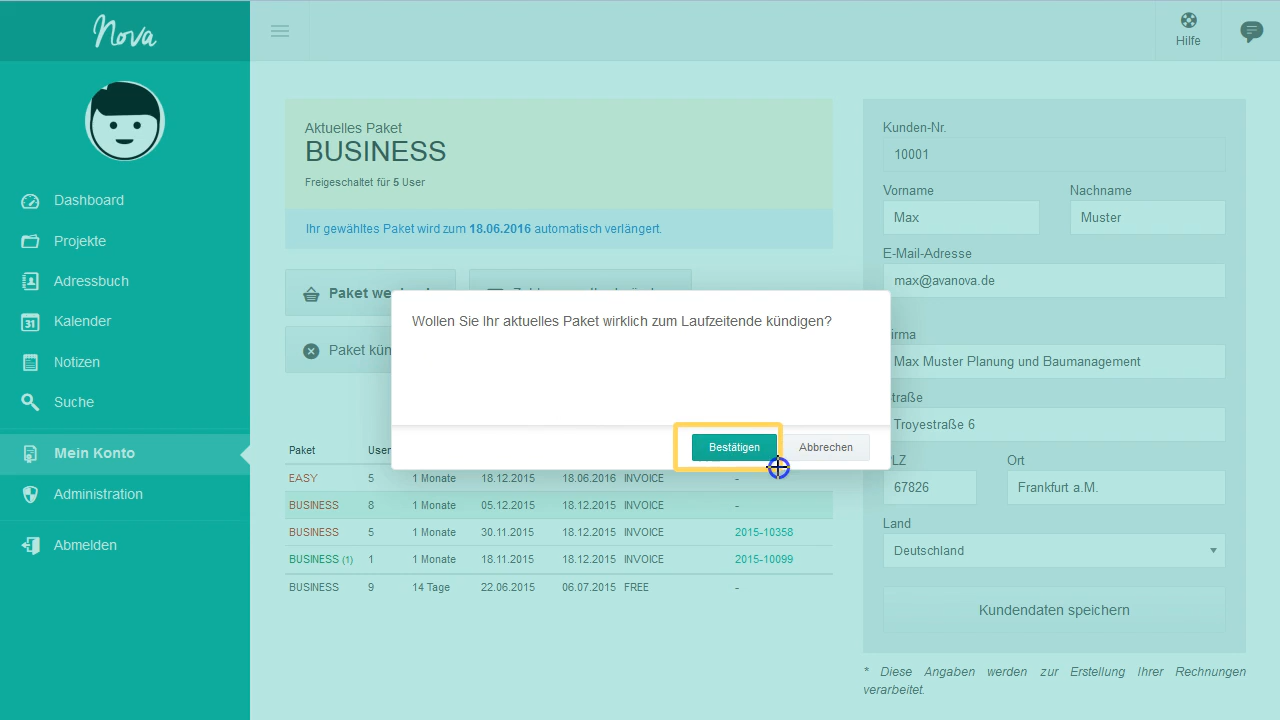 Nova
Hilfe
Dashboard
Projekte
Adressbuch
31
Kalender
Notizen
Suche
Mein Konto
Administration
Abmelden
Aktuelles Paket
BUSINESS
Freigeschaltet für 5 User
Ihr gewähltes Paket wird zum 18.06.2016 automatisch verlängert.
Paket
Paket
Wollen Sie Ihr aktuelles Paket wirklich zum Laufzeitende kündigen?
Bestätigen
Abbrechen
Paket User
EASY 5 1 Monate 18.12.2015 18.06.2016 INVOICE -
BUSINESS 8 1 Monate 05.12.2015 18.12.2015 INVOICE -
BUSINESS 5 1 Monate 30.11.2015 18.12.2015 INVOICE 2015-10358
BUSINESS (1) 1 1 Monate 18.11.2015 18.12.2015 INVOICE 2015-10099
BUSINESS 9 14 Tage 22.06.2015 06.07.2015 FREE -
Kunden-Nr.
10001
Vorname Nachname
Max Muster
E-Mail-Adresse
max@avanova.de
Max Muster Planung und Baumanagement
Troyestraße 6
Ort
67826 Frankfurt a.M.
Land
Deutschland
Kundendaten speichern
* Diese Angaben werden zur Erstellung Ihrer Rechnungen
verarbeitet.